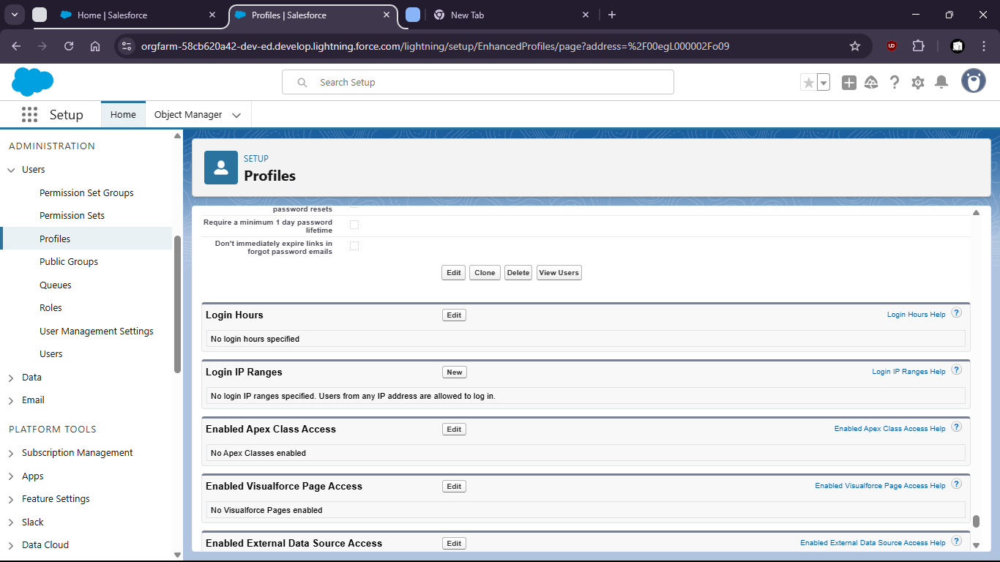 Home | Salesforce
Profiles | Salesforce
New Tab
orgfarm-58cb620a42-dev-ed.develop.lightning.force.com/lightning/setup/EnhancedProfiles/page?address=%2F00egL000002Fo09
Search Setup
Setup
Home
Object Manager
ADMINISTRATION
Users
Permission Set Groups
Permission Sets
Profiles
Public Groups
Queues
Roles
User Management Settings
Users
Data
Email
PLATFORM TOOLS
Subscription Management
Apps
Feature Settings
Slack
Data Cloud
SETUP
Profiles
password resets
Require a minimum 1 day password
lifetime
Don't immediately expire links in
forgot password emails
Edit Clone Delete View Users
Login Hours Edit Login Hours Help ?
No login hours specified
Login IP Ranges New Login IP Ranges Help ?
No login IP ranges specified. Users from any IP address are allowed to log in.
Enabled Apex Class Access Edit Enabled Apex Class Access Help ?
No Apex Classes enabled
Enabled Visualforce Page Access Edit Enabled Visualforce Page Access Help ?
No Visualforce Pages enabled
Enabled External Data Source Access Edit Enabled External Data Source Access Help ?